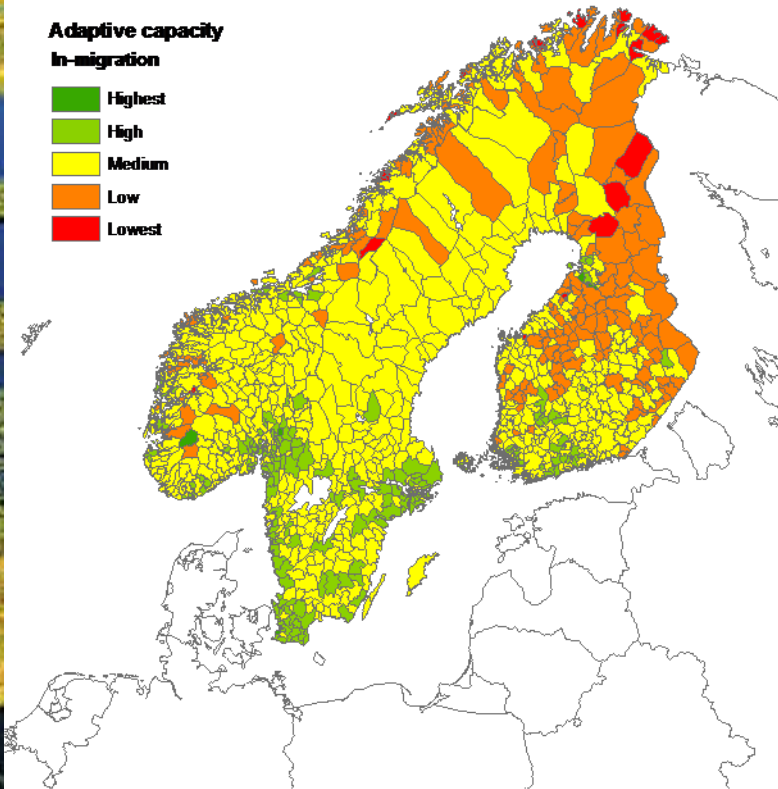 Adaptive capacity
In-migration
Highest
High
Medium
Low
Lowest